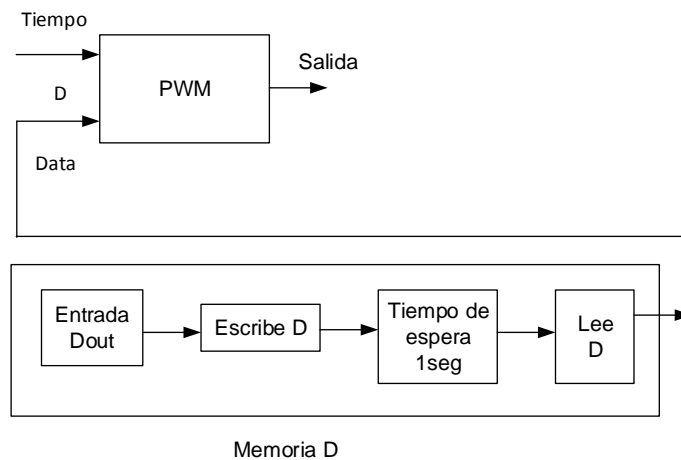 Tiempo
Salida
PWM
D
Data
Entrada
Dout
Escribe D
Tiempo de
espera
1seg
Lee
D
Memoria D